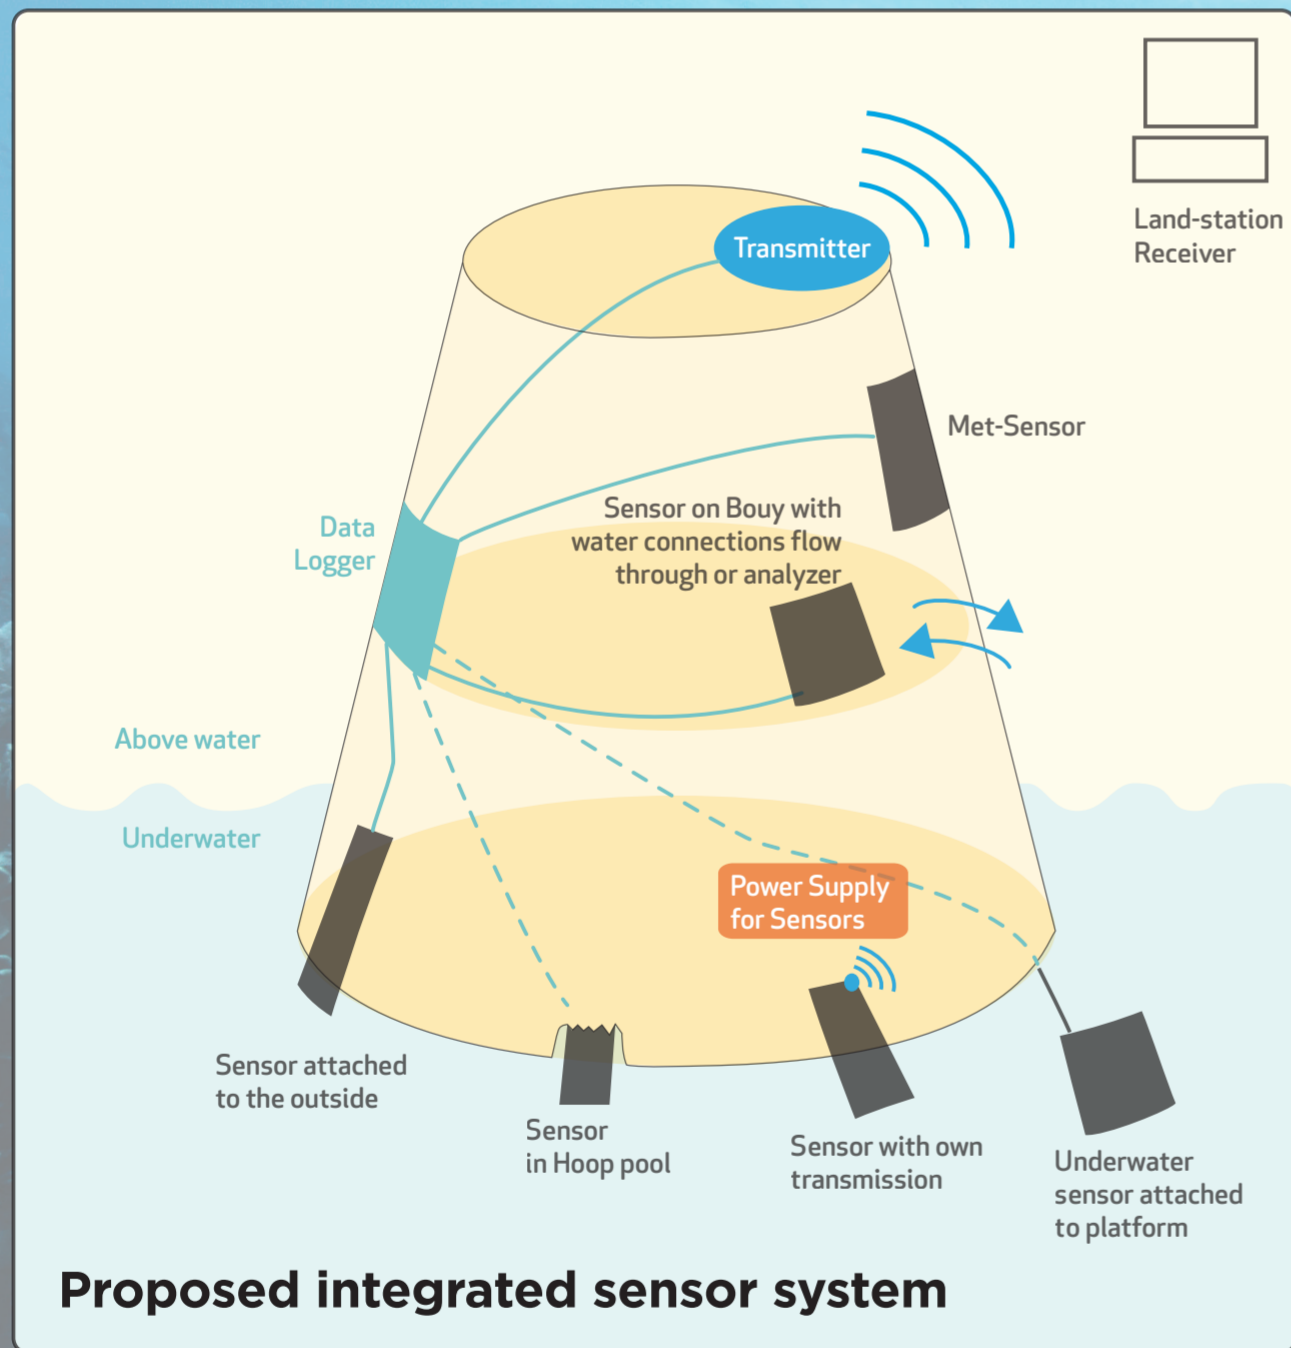 Transmitter
Land-station
Receiver
Met-Sensor
Sensor on Bouy with
water connections flow
through or analyzer
Data
Logger
Above water
Underwater
Power Supply
for Sensors
Sensor attached
to the outside
Sensor
in Hoop pool
Sensor with own
transmission
Underwater
sensor attached
to platform
Proposed integrated sensor system